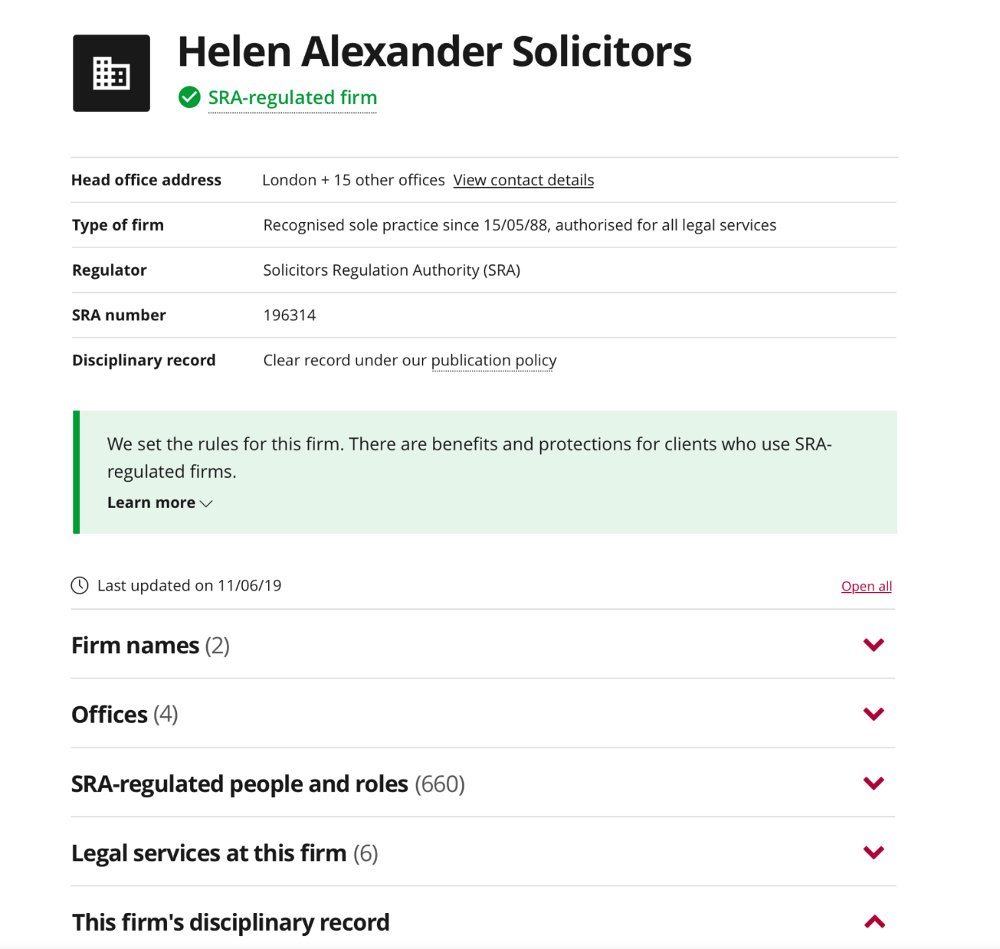 Helen Alexander Solicitors
SRA-regulated firm
Head office address London + 15 other offices View contact details
Type of firm Recognised sole practice since 15/05/88, authorised for all legal services
Regulator Solicitors Regulation Authority (SRA)
SRA number 196314
Disciplinary record Clear record under our publication policy
We set the rules for this firm. There are benefits and protections for clients who use SRA-
regulated firms.
Learn more
Last updated on 11/06/19 Open all
Firm names (2)
Offices (4)
SRA-regulated people and roles (660)
Legal services at this firm (6)
This firm's disciplinary record